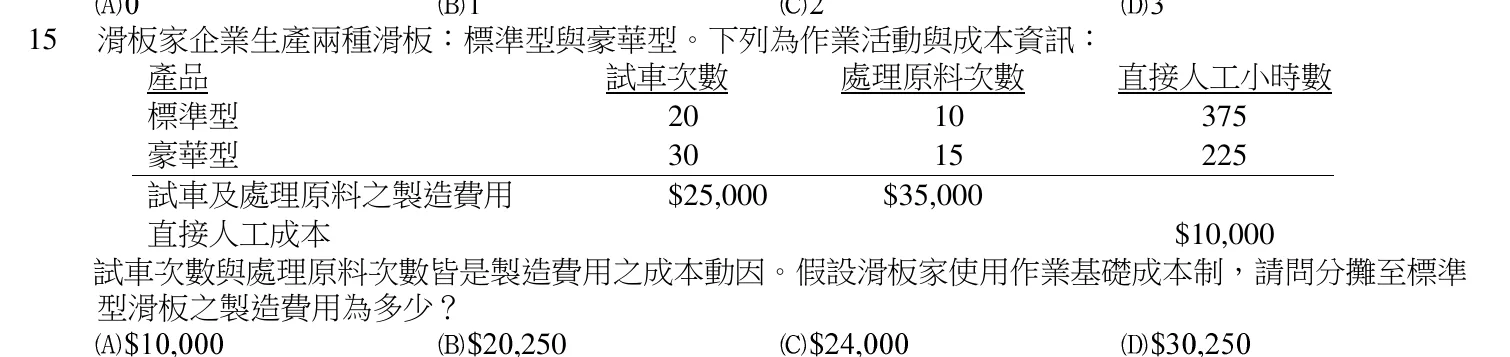 (A)0 (B)1 (C)2 (D)3
15 滑板家企業生產兩種滑板：標準型與豪華型。下列為作業活動與成本資訊：
產品 試車次數 處理原料次數 直接人工小時數
標準型 20 10 375
豪華型 30 15 225
試車及處理原料之製造費用 $25,000 $35,000
直接人工成本 $10,000
試車次數與處理原料次數皆是製造費用之成本動因。假設滑板家使用作業基礎成本制，請問分攤至標準
型滑板之製造費用為多少？
(A)$10,000 (B)$20,250 (C)$24,000 (D)$30,250